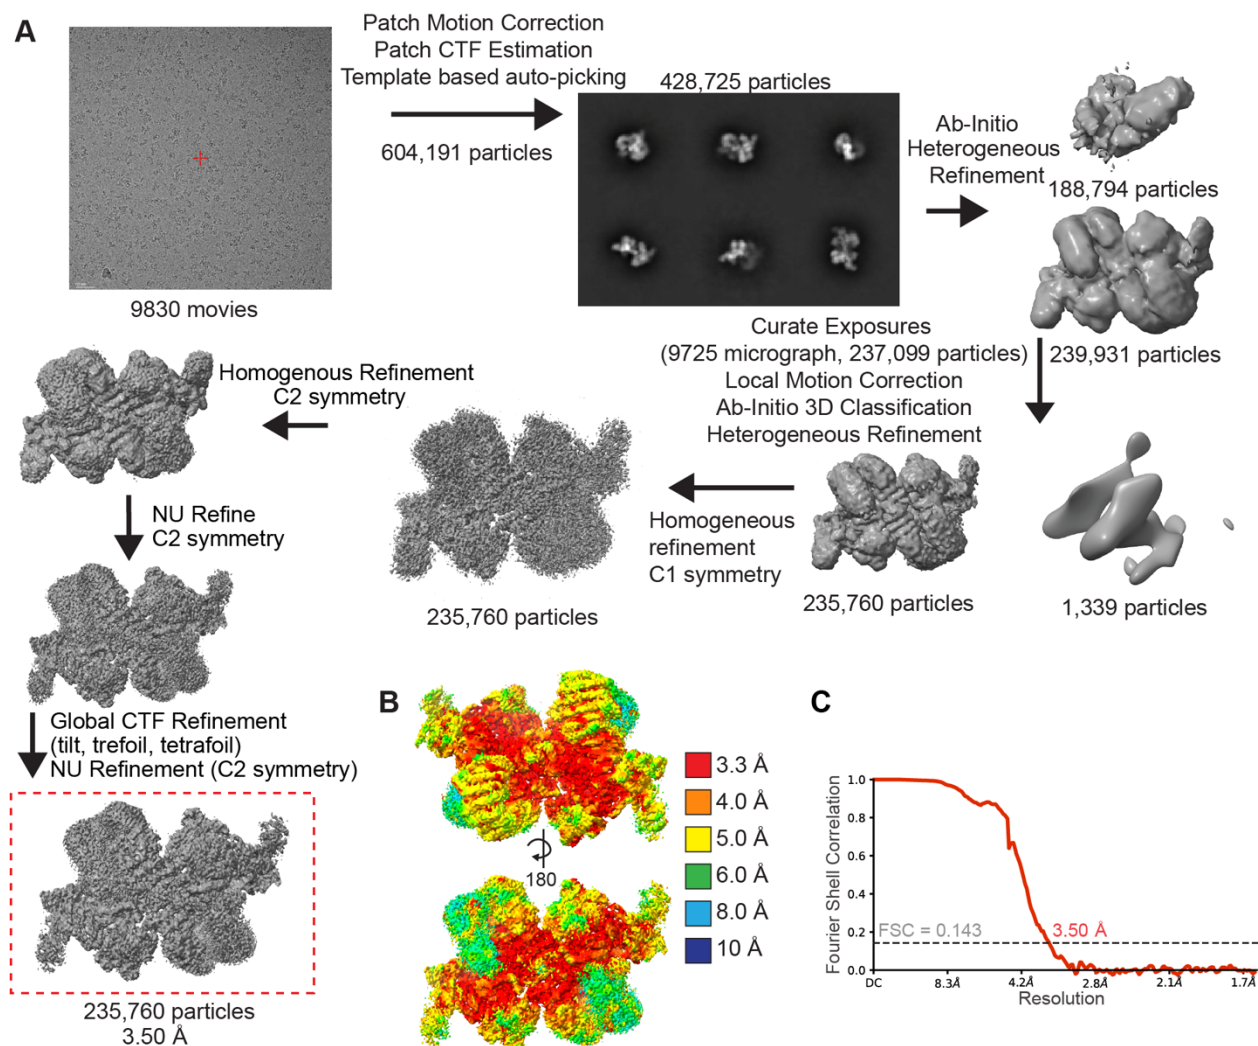 A
Patch Motion Correction
Patch CTF Estimation
Template based auto-picking
604,191 particles
9830 movies
428,725 particles
Ab-Initio
Heterogeneous
Refinement
188,794 particles
239,931 particles
Curate Exposures
(9725 micrograph, 237,099 particles)
Local Motion Correction
Ab-Initio 3D Classification
Heterogeneous Refinement
1,339 particles
235,760 particles
Homogeneous
refinement
C1 symmetry
235,760 particles
Homogenous Refinement
C2 symmetry
NU Refine
C2 symmetry
Global CTF Refinement
(tilt, trefoil, tetrafoil)
NU Refinement (C2 symmetry)
235,760 particles
3.50 Å
B
180
3.3 Å
4.0 Å
5.0 Å
6.0 Å
8.0 Å
10 Å
C
Fourier Shell Correlation
1.0
0.8
0.6
0.4
0.2
0.0
FSC = 0.143
3.50 Å
DC 8.3A 4.2A 2.8A 2.1A 1.7A
Resolution